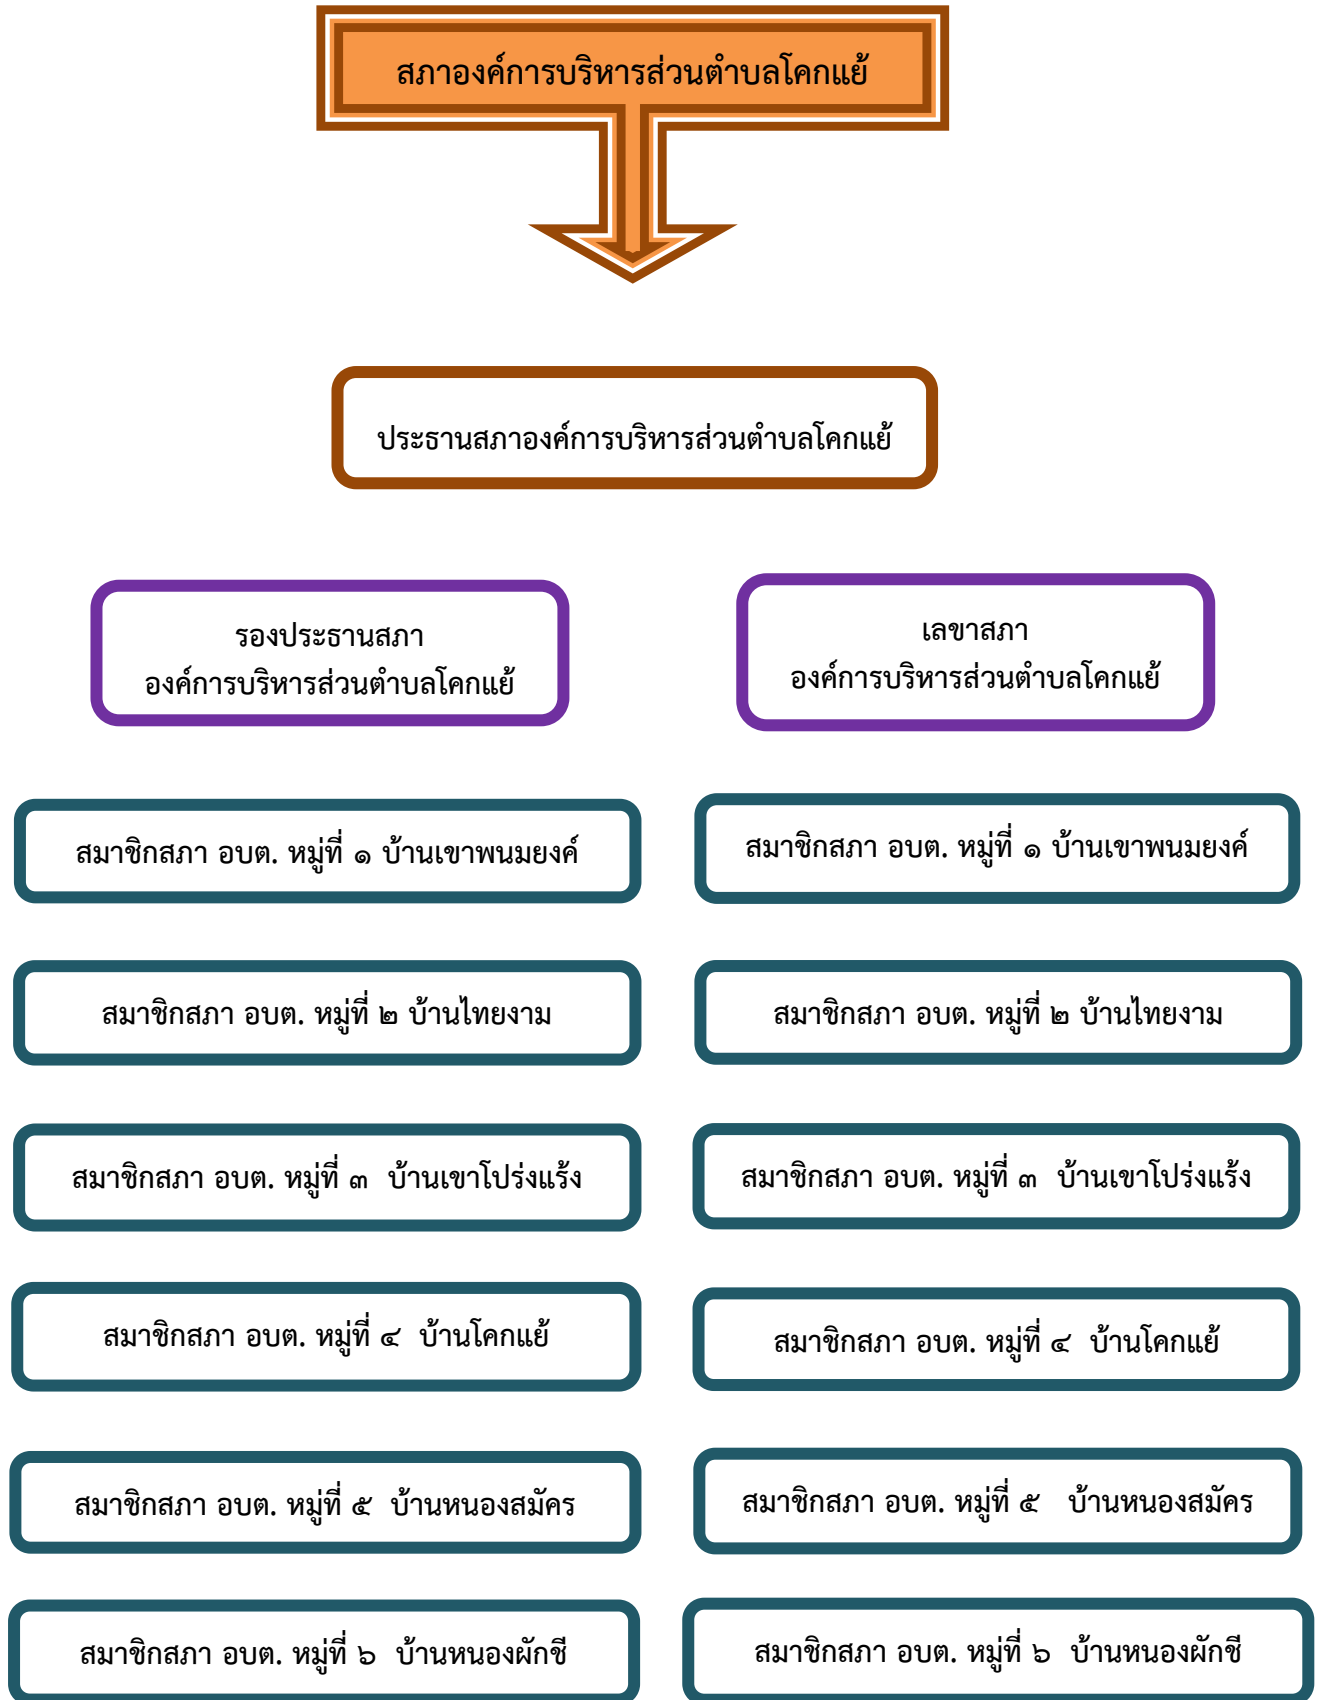 สภาองค์การบริหารส่วนตำบลโคกแย้
ประธานสภาองค์การบริหารส่วนตำบลโคกแย้
รองประธานสภา
องค์การบริหารส่วนตำบลโคกแย้
เลขาสภา
องค์การบริหารส่วนตำบลโคกแย้
สมาชิกสภา อบต. หมู่ที่ ๑ บ้านเขาพนมยงค์
สมาชิกสภา อบต. หมู่ที่ ๑ บ้านเขาพนมยงค์
สมาชิกสภา อบต. หมู่ที่ ๒ บ้านไทยงาม
สมาชิกสภา อบต. หมู่ที่ ๒ บ้านไทยงาม
สมาชิกสภา อบต. หมู่ที่ ๓ บ้านเขาโปร่งแร้ง
สมาชิกสภา อบต. หมู่ที่ ๓ บ้านเขาโปร่งแร้ง
สมาชิกสภา อบต. หมู่ที่ ๔ บ้านโคกแย้
สมาชิกสภา อบต. หมู่ที่ ๔ บ้านโคกแย้
สมาชิกสภา อบต. หมู่ที่ ๕ บ้านหนองสมัคร
สมาชิกสภา อบต. หมู่ที่ ๕ บ้านหนองสมัคร
สมาชิกสภา อบต. หมู่ที่ ๖ บ้านหนองผักชี
สมาชิกสภา อบต. หมู่ที่ ๖ บ้านหนองผักชี